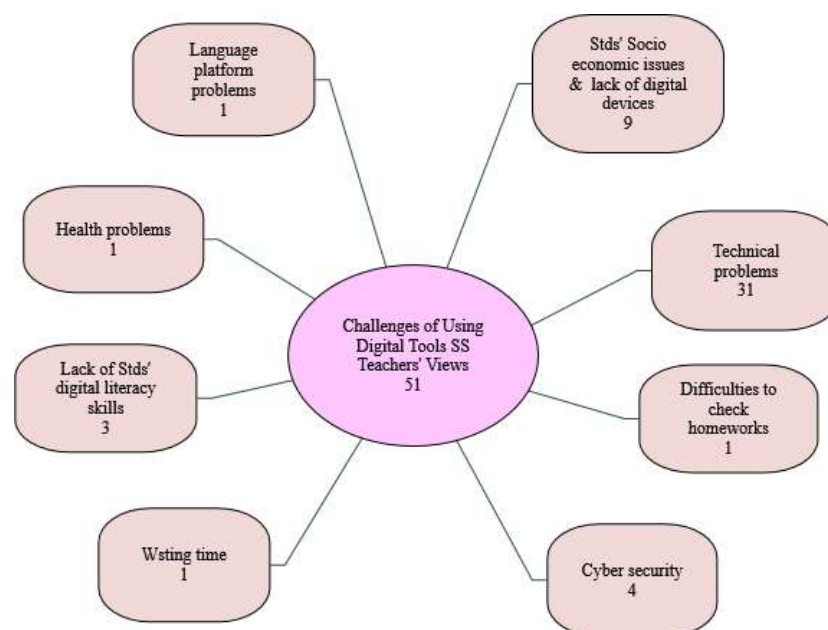 Language
platform
problems
1
Stds' Socio
economic issues
& lack of digital
devices
9
Health problems
1
Technical
problems
31
Challenges of Using
Digital Tools SS
Teachers' Views
51
Lack of Stds'
digital literacy
skills
3
Difficulties to
check
homeworks
1
Wsting time
1
Cyber security
4